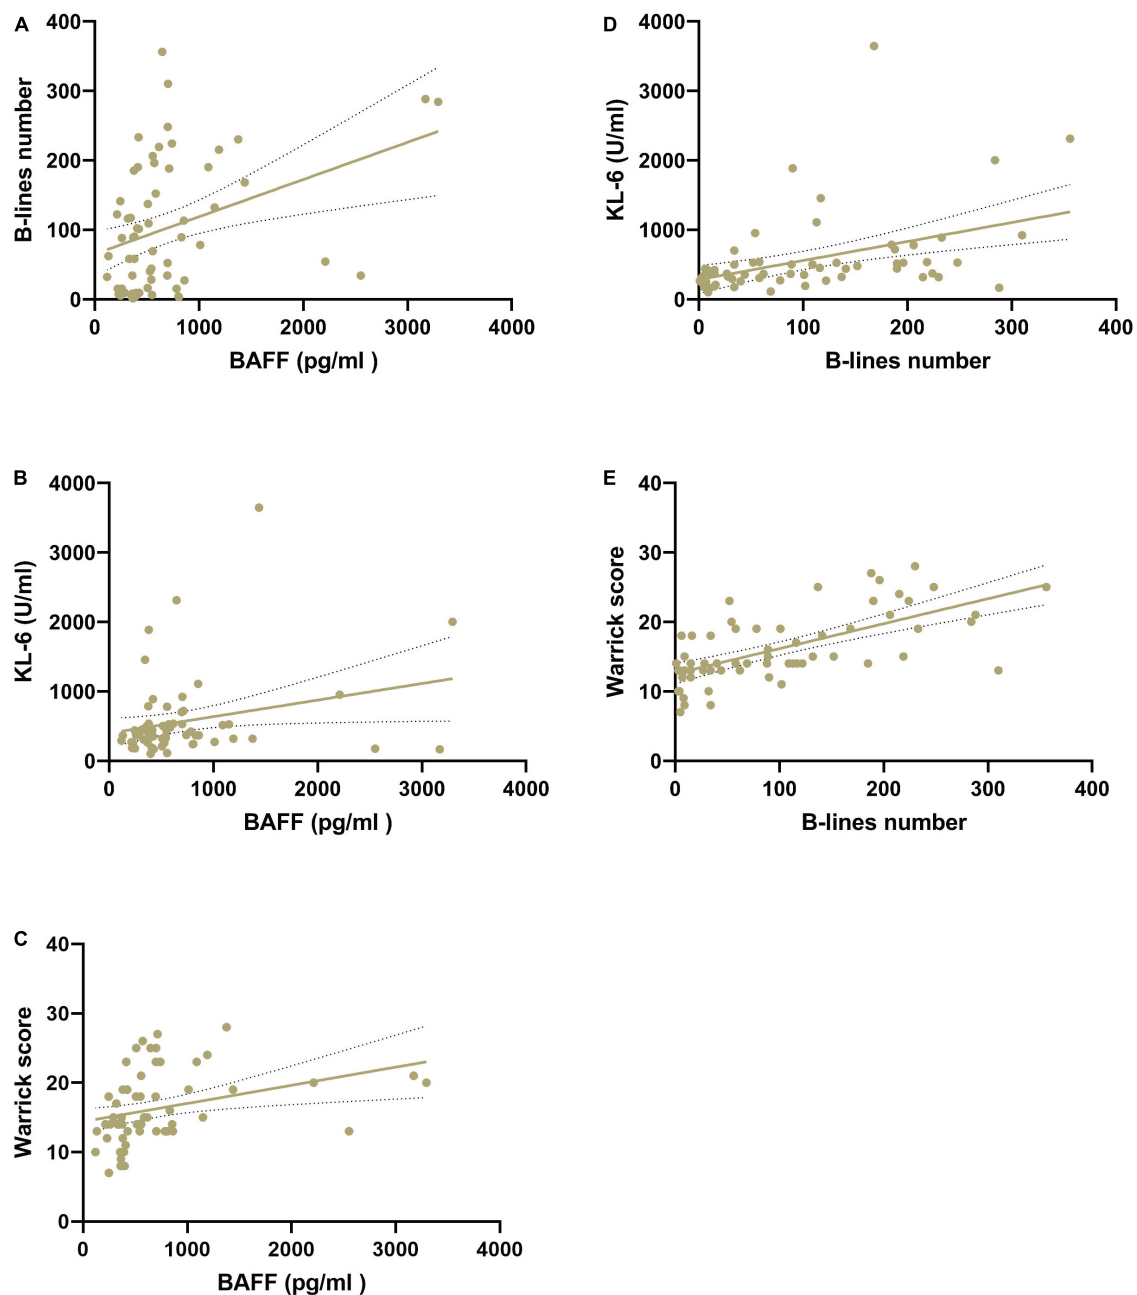 A
400
300
200
100
0
B-lines number
0 1000 2000 3000 4000
BAFF (pg/ml )
D
4000
3000
2000
1000
0
KL-6 (U/ml)
0 100 200 300 400
B-lines number
B
4000
3000
2000
1000
0
KL-6 (U/ml)
0 1000 2000 3000 4000
BAFF (pg/ml )
E
40
30
20
10
0
Warrick score
0 100 200 300 400
B-lines number
C
40
30
20
10
0
Warrick score
0 1000 2000 3000 4000
BAFF (pg/ml )